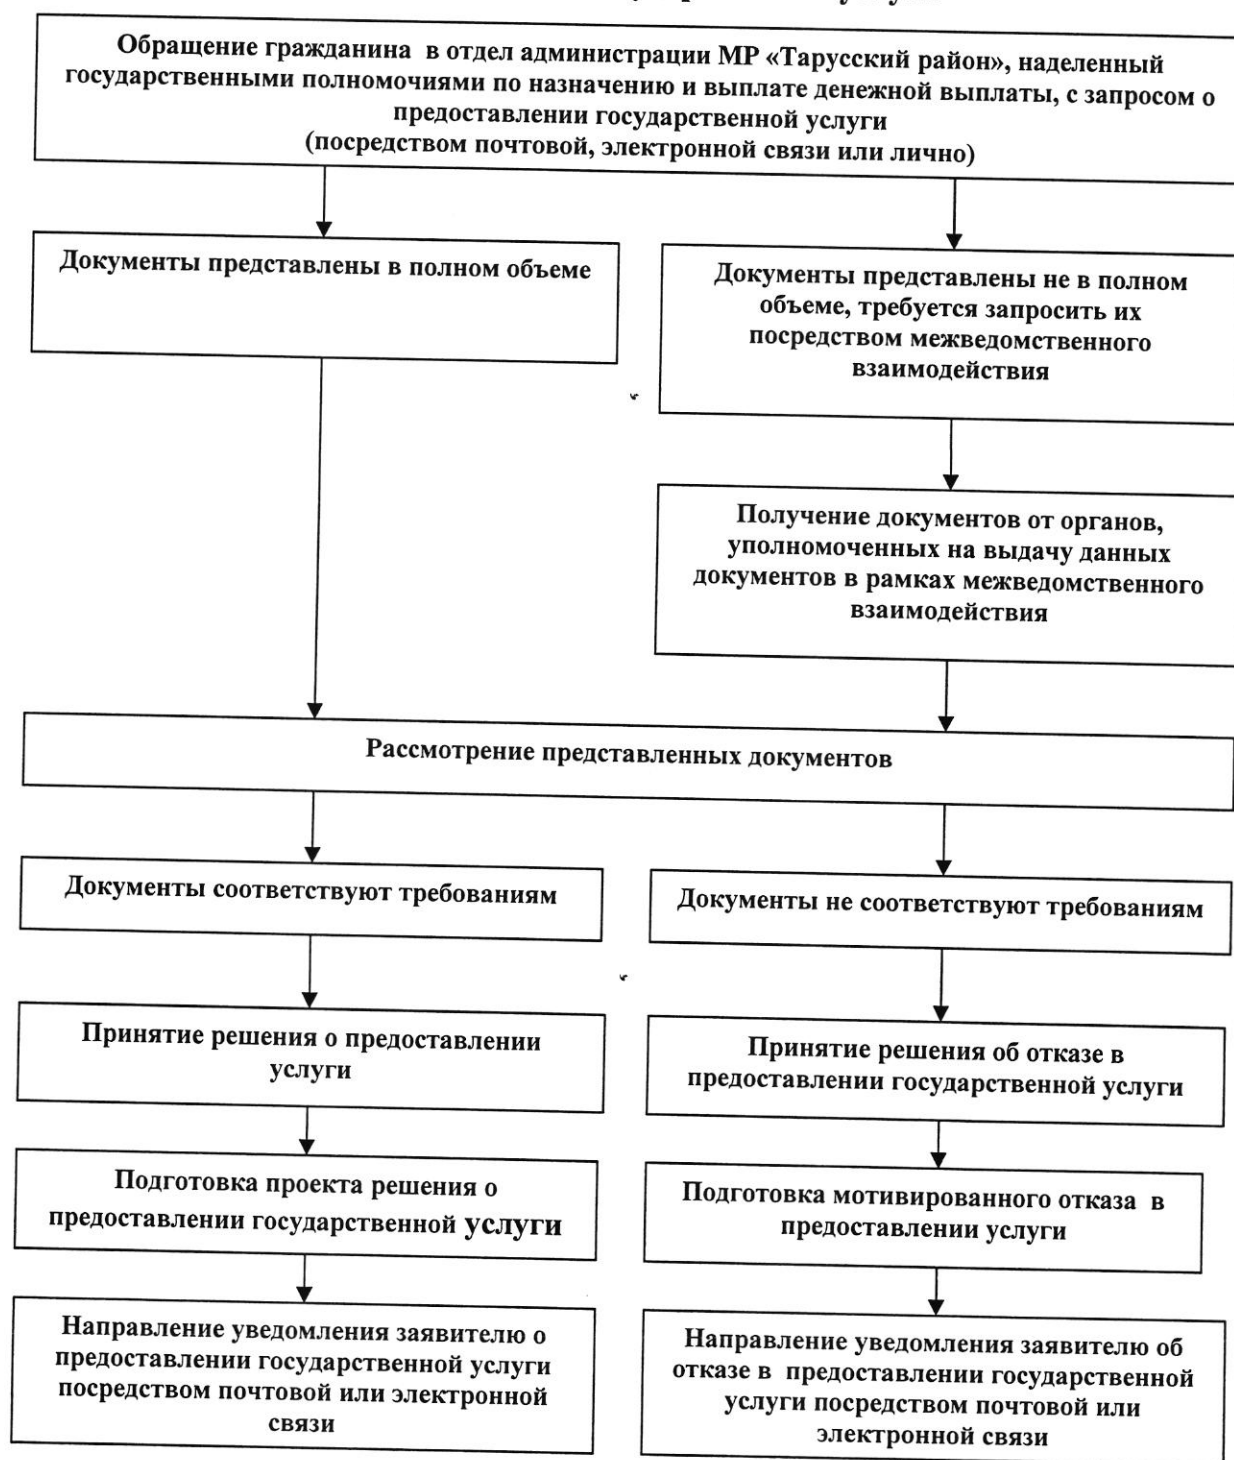 Обращение гражданина в отдел администрации МР «Тарусский район», наделенный
государственными полномочиями по назначению и выплате денежной выплаты, с запросом о
предоставлении государственной услуги
(посредством почтовой, электронной связи или лично)
Документы представлены в полном объеме
Документы представлены не в полном
объеме, требуется запросить их
посредством межведомственного
взаимодействия
Получение документов от органов,
уполномоченных на выдачу данных
документов в рамках межведомственного
взаимодействия
Рассмотрение представленных документов
Документы соответствуют требованиям
Документы не соответствуют требованиям
Принятие решения о предоставлении
услуги
Принятие решения об отказе в
предоставлении государственной услуги
Подготовка проекта решения о
предоставлении государственной услуги
Подготовка мотивированного отказа в
предоставлении услуги
Направление уведомления заявителю о
предоставлении государственной услуги
посредством почтовой или электронной
связи
Направление уведомления заявителю об
отказе в предоставлении государственной
услуги посредством почтовой или
электронной связи